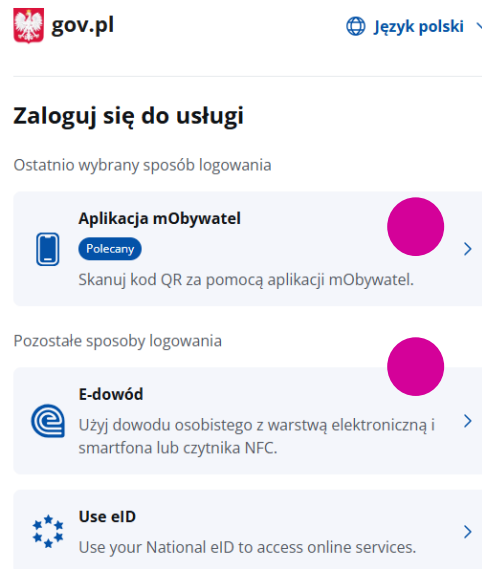 gov.pl
Język polski
Zaloguj się do usługi
Ostatnio wybrany sposób logowania
Aplikacja mObywatel
Polecany
Skanuj kod QR za pomocą aplikacji mObywatel.
Pozostałe sposoby logowania
E-dowód
Użyj dowodu osobistego z warstwą elektroniczną i
smartfona lub czytnika NFC.
Use eID
Use your National eID to access online services.